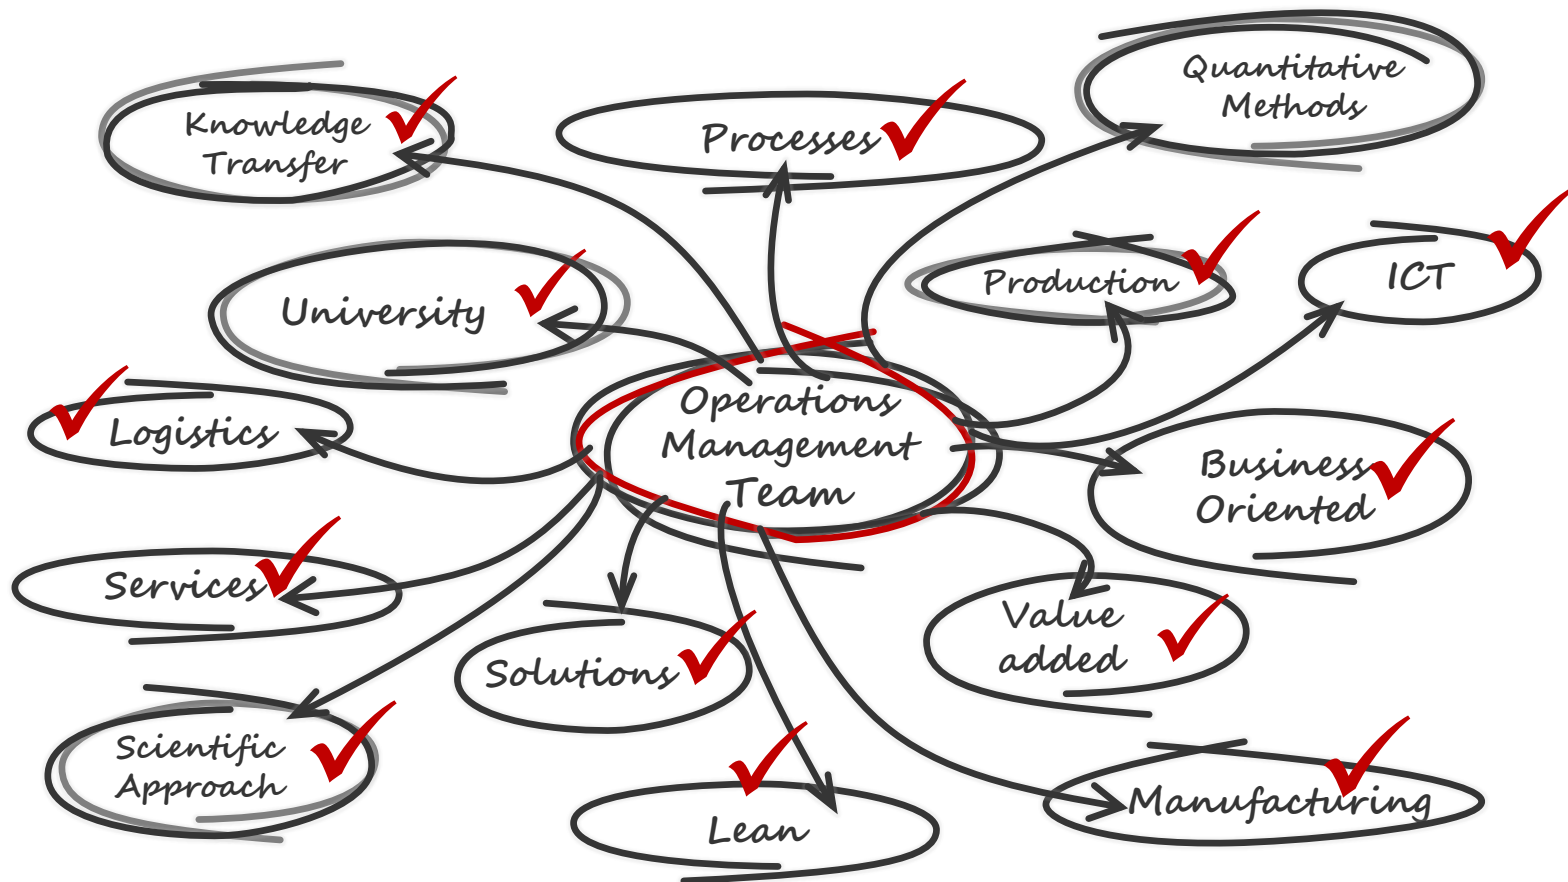 Quantitative
Methods
Knowledge
Transfer
Processes
Production
ICT
University
Operations
Management
Team
Logistics
Business
Oriented
Services
Value
added
Solutions
Scientific
Approach
Lean
Manufacturing